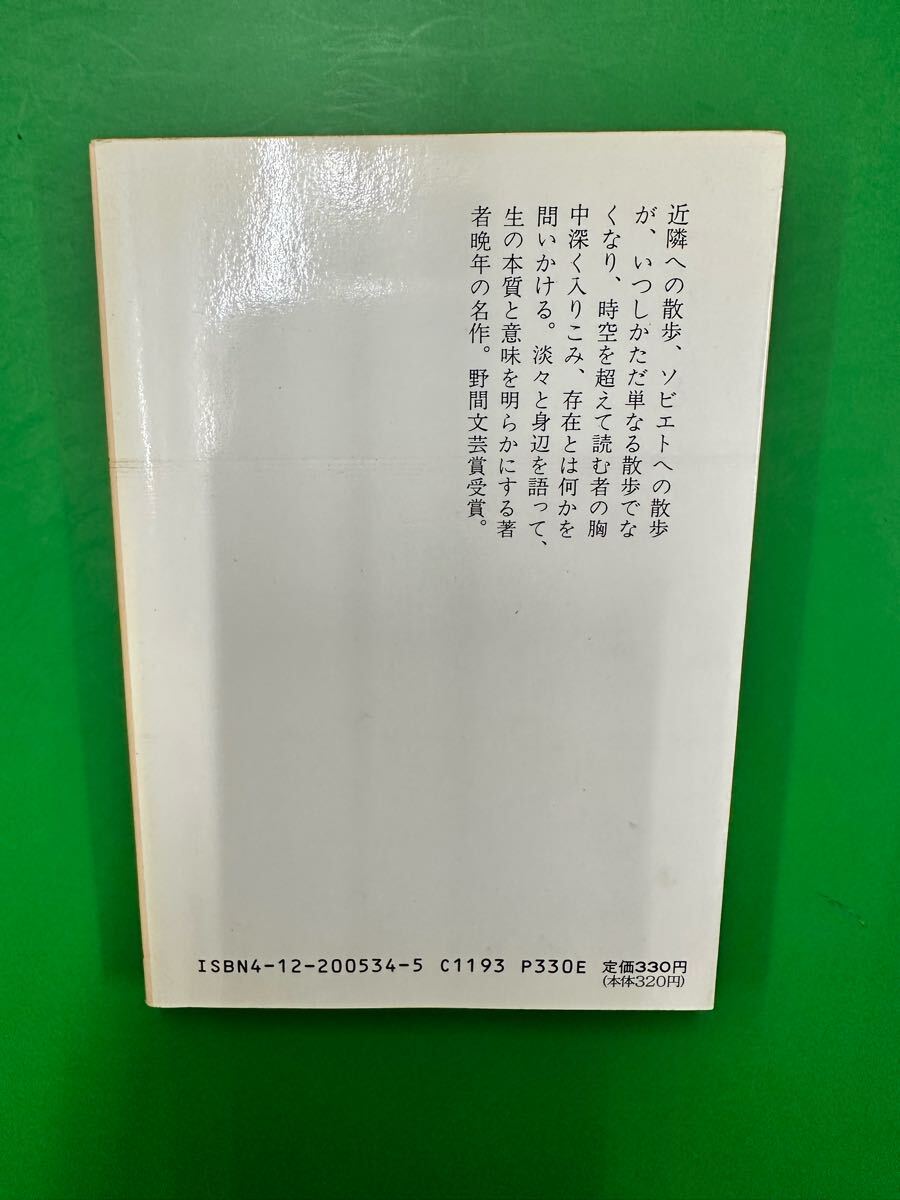 近隣への散歩、ソビエトへの散歩
が、いつしかただ単なる散歩でな
くなり、時空を超えて読む者の胸
中深く入りこみ、存在とは何かを
問いかける。淡々と身辺を語って、
生の本質と意味を明らかにする著
者晩年の名作。野間文芸賞受賞。
ISBN4-12-200534-5 C1193 P330E 定価330円
(本体320円)